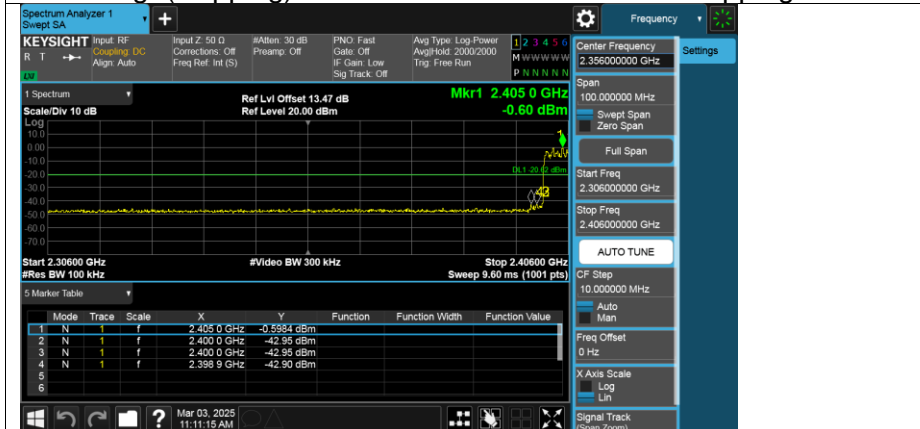 Spectrum Analyzer 1
Swept SA
+
Frequency
KEYSIGHT
R T
Input: RF
Coupling: DC
Align: Auto
Input Z: 50 Ω
Corrections: Off
Freq Ref: Int (S)
#Atten: 30 dB
Preamp: Off
PNO: Fast
Gate: Off
IF Gain: Low
Sig Track: Off
Avg Type: Log-Power
Avg|Hold: 2000/2000
Trig: Free Run
1 2 3 4 5 6
M W W W W W
P N N N N N
LXI
1 Spectrum
Scale/Div 10 dB
Ref Lvl Offset 13.47 dB
Ref Level 20.00 dBm
Mkr1 2.405 0 GHz
-0.60 dBm
Log
10.0
0.00
-10.0
-20.0
-30.0
-40.0
-50.0
-60.0
-70.0
1
DL1 -20.62 dBm
Start 2.30600 GHz
#Res BW 100 kHz
#Video BW 300 kHz
Stop 2.40600 GHz
Sweep 9.60 ms (1001 pts)
5 Marker Table
Mode Trace Scale X Y Function Function Width Function Value
1 N 1 f 2.405 0 GHz -0.5984 dBm
2 N 1 f 2.400 0 GHz -42.95 dBm
3 N 1 f 2.400 0 GHz -42.95 dBm
4 N 1 f 2.398 9 GHz -42.90 dBm
5
6
?
Mar 03, 2025
11:11:15 AM
Center Frequency
2.356000000 GHz
Settings
Span
100.000000 MHz
Swept Span
Zero Span
Full Span
Start Freq
2.306000000 GHz
Stop Freq
2.406000000 GHz
AUTO TUNE
CF Step
10.000000 MHz
Auto
Man
Freq Offset
0 Hz
X Axis Scale
Log
Lin
Signal Track
(Span Zoom)